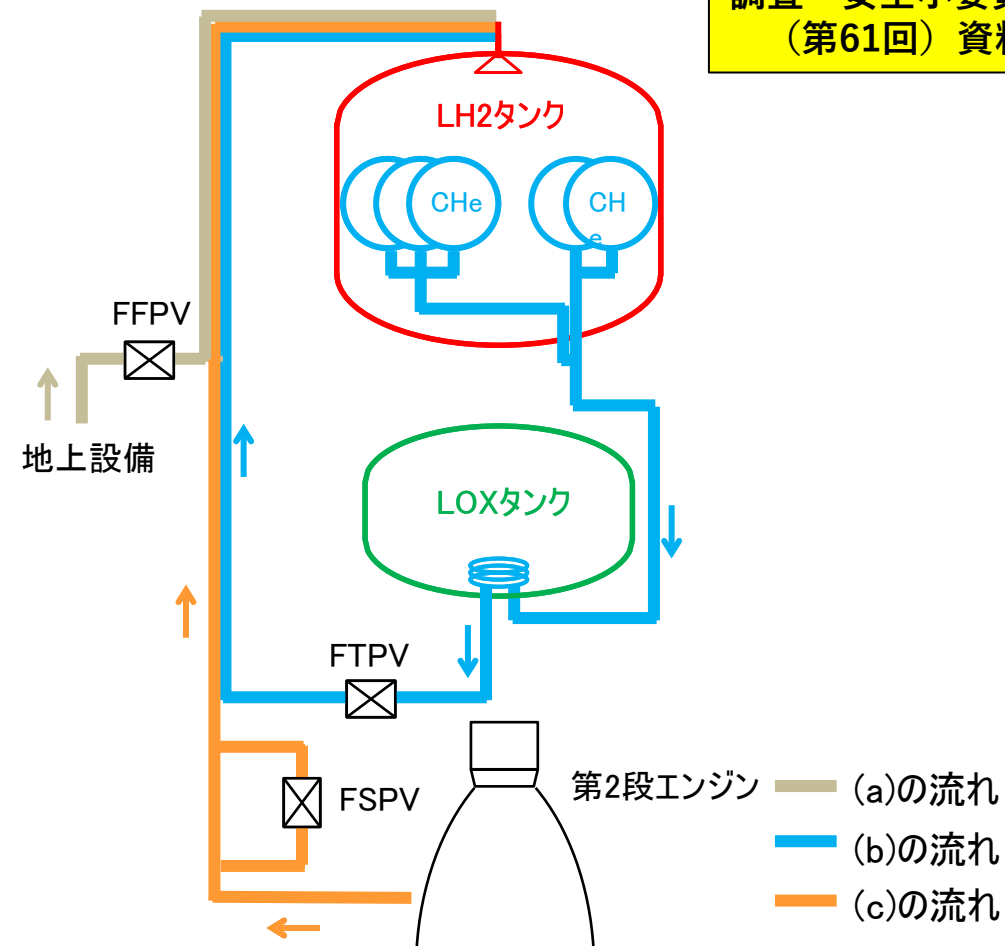 （第61回）資
LH2タンク
CHe
CH
e
FFPV
地上設備
LOXタンク
FTPV
FSPV
第2段エンジン
(a)の流れ
(b)の流れ
(c)の流れ